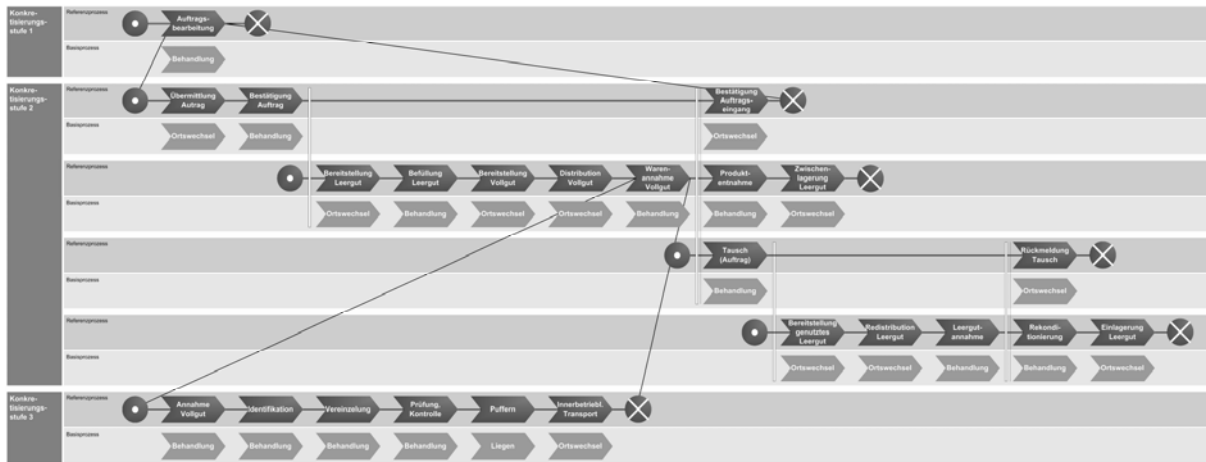 Konkre-
tisierungs-
stufe 1
Referenzprozess
Auftrags-
bearbeitung
Basisprozess
Behandlung
Konkre-
tisierungs-
stufe 2
Referenzprozess
Übermittlung
Autrag
Bestätigung
Auftrag
Bestätigung
Auftrags-
eingang
Basisprozess
Ortswechsel
Behandlung
Ortswechsel
Referenzprozess
Bereitstellung
Leergut
Befüllung
Leergut
Bereitstellung
Vollgut
Distribution
Vollgut
Waren-
annahme
Vollgut
Produkt-
entnahme
Zwischen-
lagerung
Leergut
Basisprozess
Ortswechsel
Behandlung
Ortswechsel
Ortswechsel
Behandlung
Behandlung
Ortswechsel
Referenzprozess
Tausch
(Auftrag)
Rückmeldung
Tausch
Basisprozess
Behandlung
Ortswechsel
Referenzprozess
Bereitstellung
genutztes
Leergut
Redistribution
Leergut
Leergut-
annahme
Rekondi-
tionierung
Einlagerung
Leergut
Basisprozess
Ortswechsel
Ortswechsel
Behandlung
Behandlung
Ortswechsel
Konkre-
tisierungs-
stufe 3
Referenzprozess
Annahme
Vollgut
Identifikation
Vereinzelung
Prüfung,
Kontrolle
Puffern
Innerbetriebl.
Transport
Basisprozess
Behandlung
Behandlung
Behandlung
Behandlung
Liegen
Ortswechsel